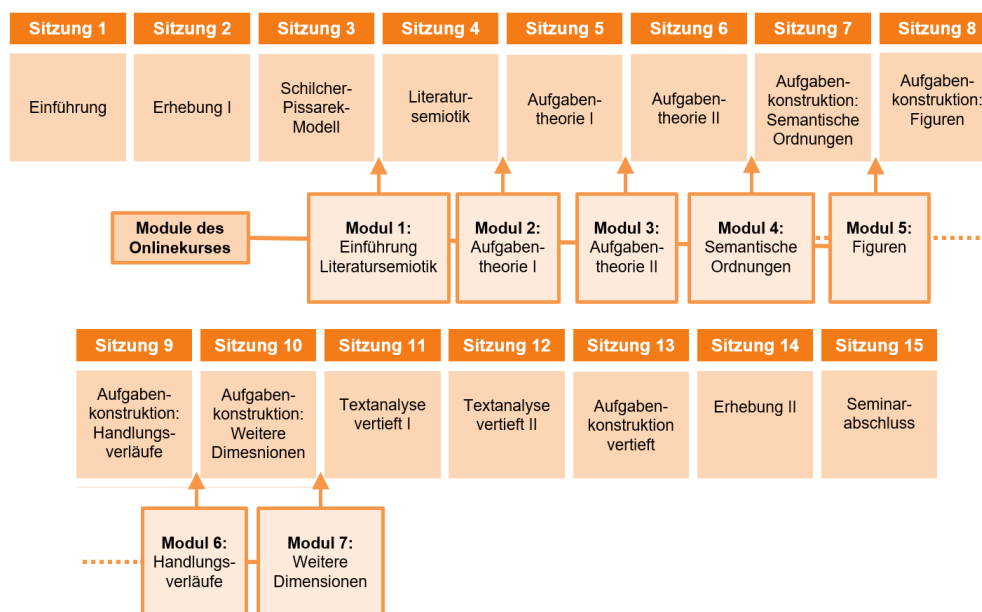 Sitzung 1
Sitzung 2
Sitzung 3
Sitzung 4
Sitzung 5
Sitzung 6
Sitzung 7
Sitzung 8
Einführung
Erhebung I
Schilcher-
Pissarek-
Modell
Literatur-
semiotik
Aufgaben-
theorie I
Aufgaben-
theorie II
Aufgaben-
konstruktion:
Semantische
Ordnungen
Aufgaben-
konstruktion:
Figuren
Module des
Onlinekurses
Modul 1:
Einführung
Literatursemiotik
Modul 2:
Aufgaben-
theorie I
Modul 3:
Aufgaben-
theorie II
Modul 4:
Semantische
Ordnungen
Modul 5:
Figuren
Sitzung 9
Sitzung 10
Sitzung 11
Sitzung 12
Sitzung 13
Sitzung 14
Sitzung 15
Aufgaben-
konstruktion:
Handlungs-
verläufe
Aufgaben-
konstruktion:
Weitere
Dimesnionen
Textanalyse
vertieft I
Textanalyse
vertieft II
Aufgaben-
konstruktion
vertieft
Erhebung II
Seminar-
abschluss
Modul 6:
Handlungs-
verläufe
Modul 7:
Weitere
Dimensionen